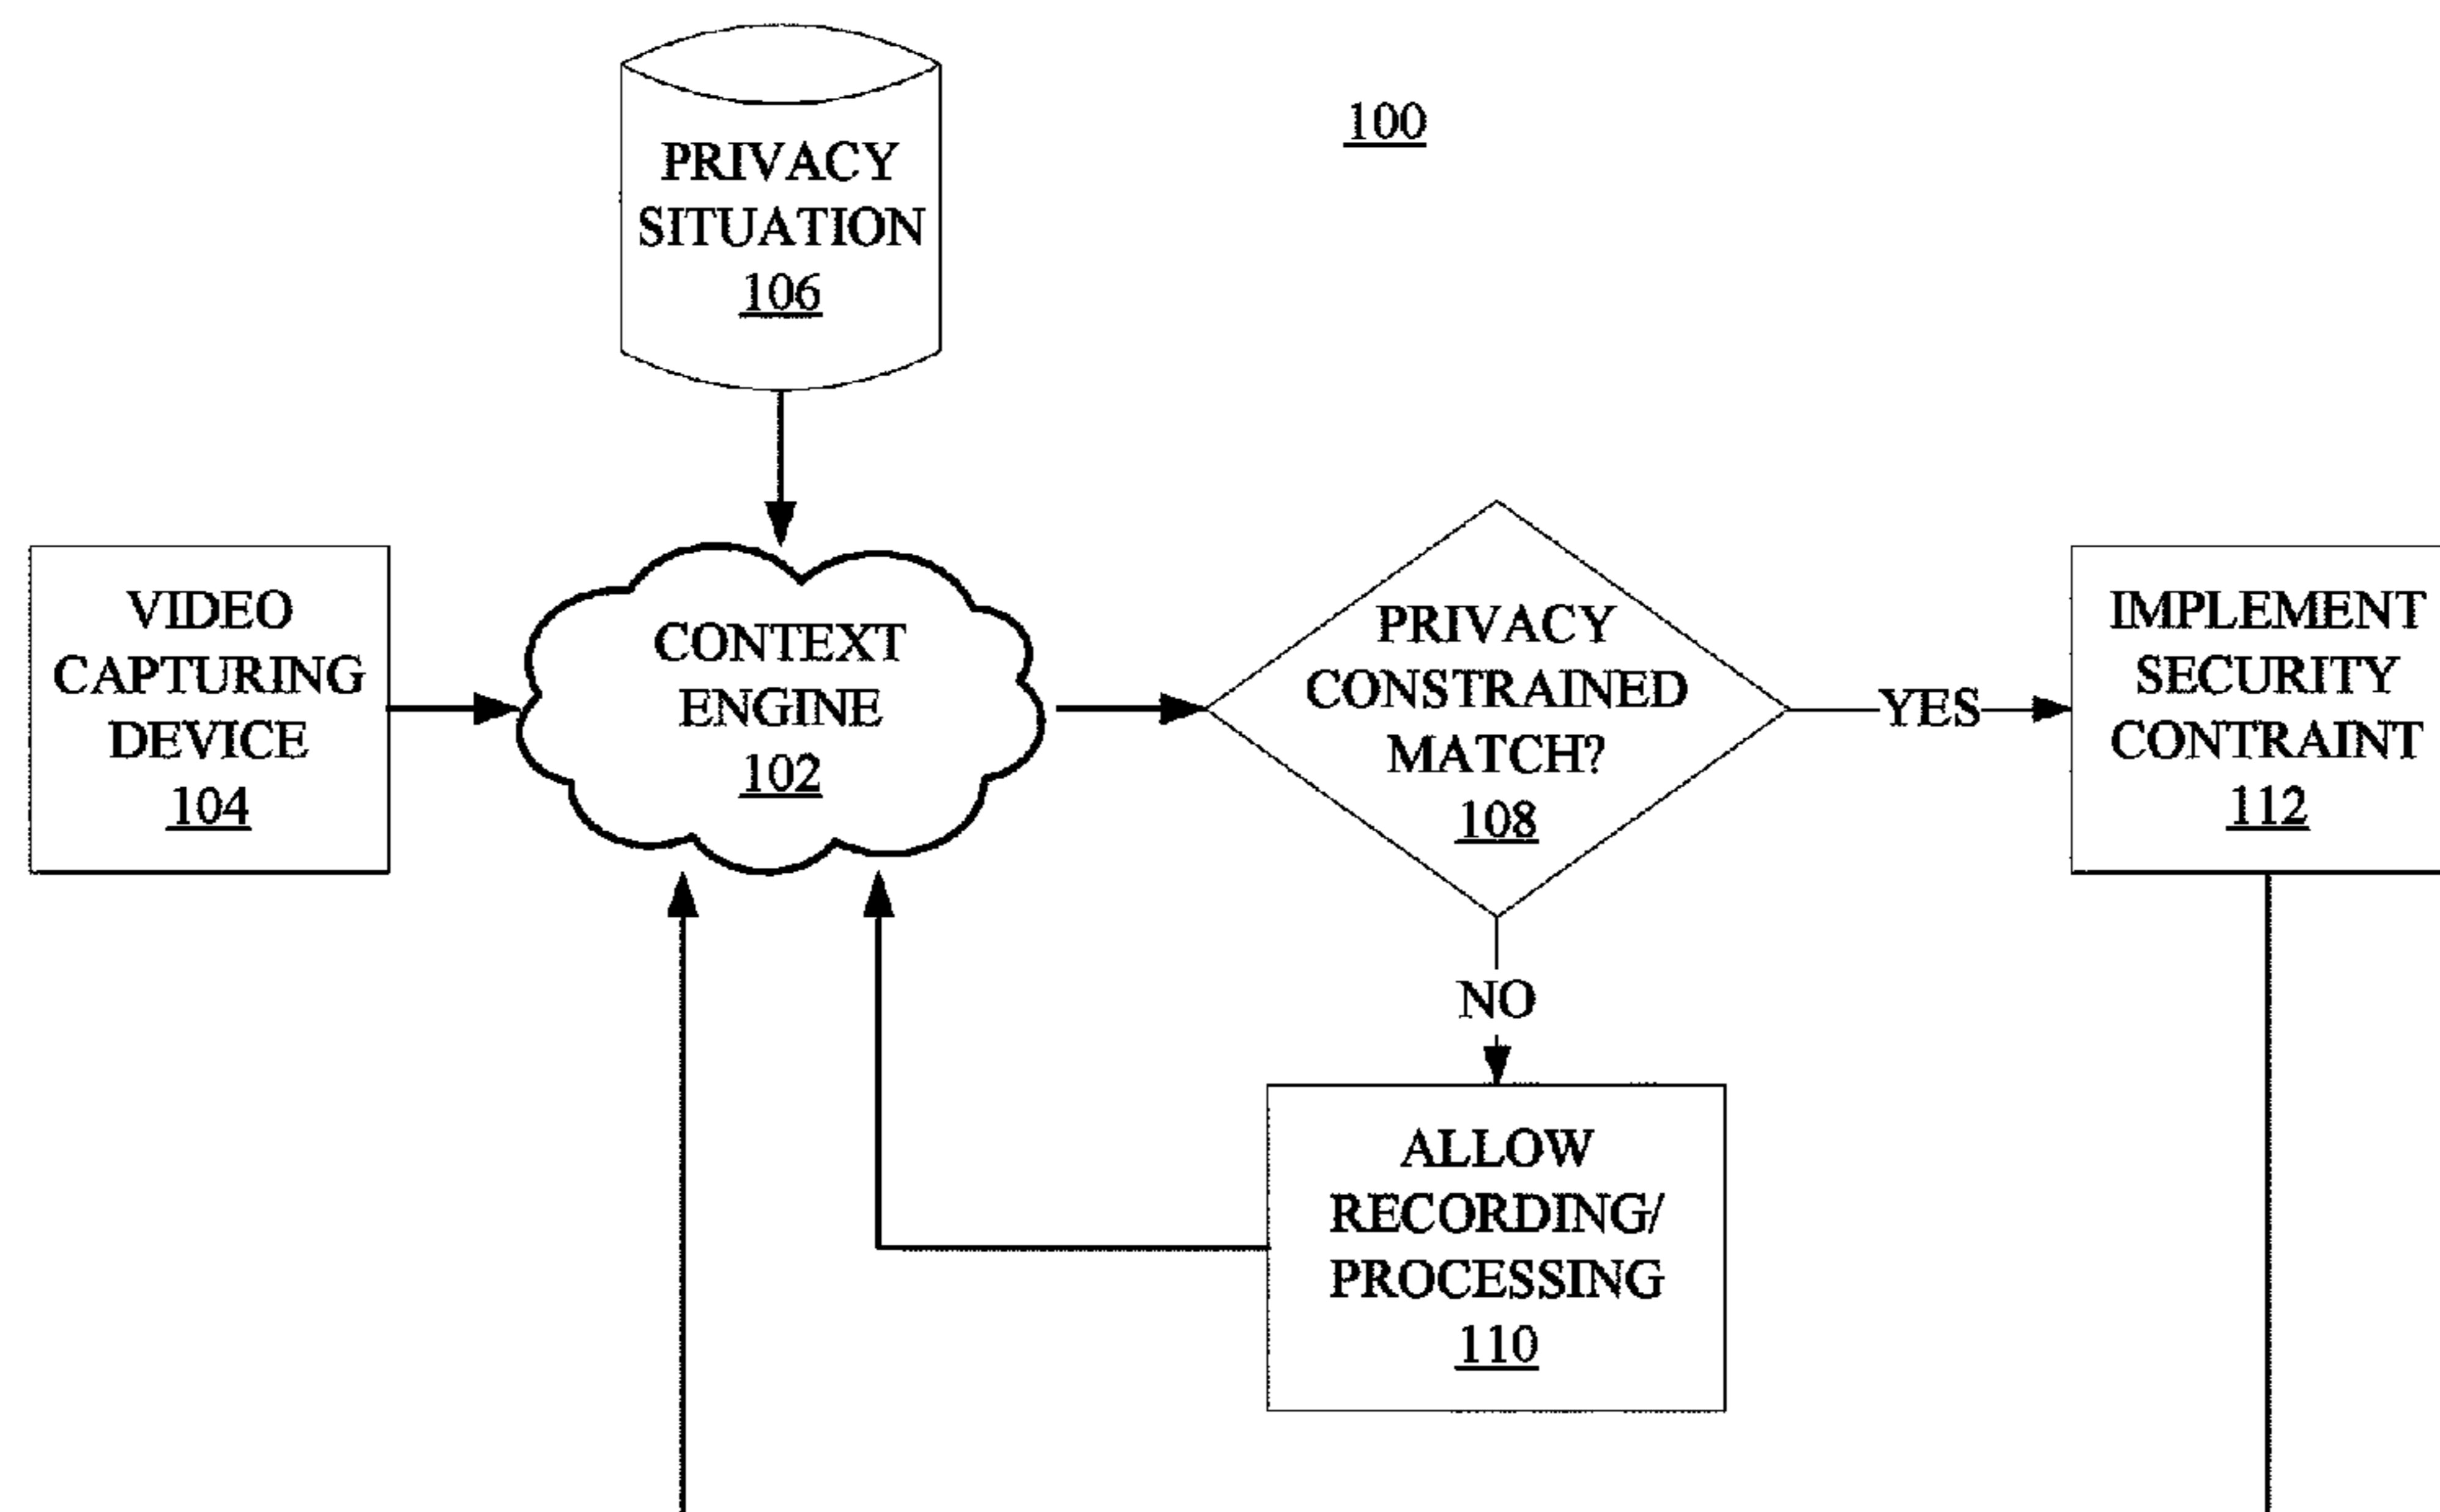 100
PRIVACY
SITUATION
106
VIDEO
CAPTURING
DEVICE
104
CONTEXT
ENGINE
102
PRIVACY
CONSTRAINED
MATCH?
108
YES
IMPLEMENT
SECURITY
CONTRAINT
112
NO
ALLOW
RECORDING/
PROCESSING
110